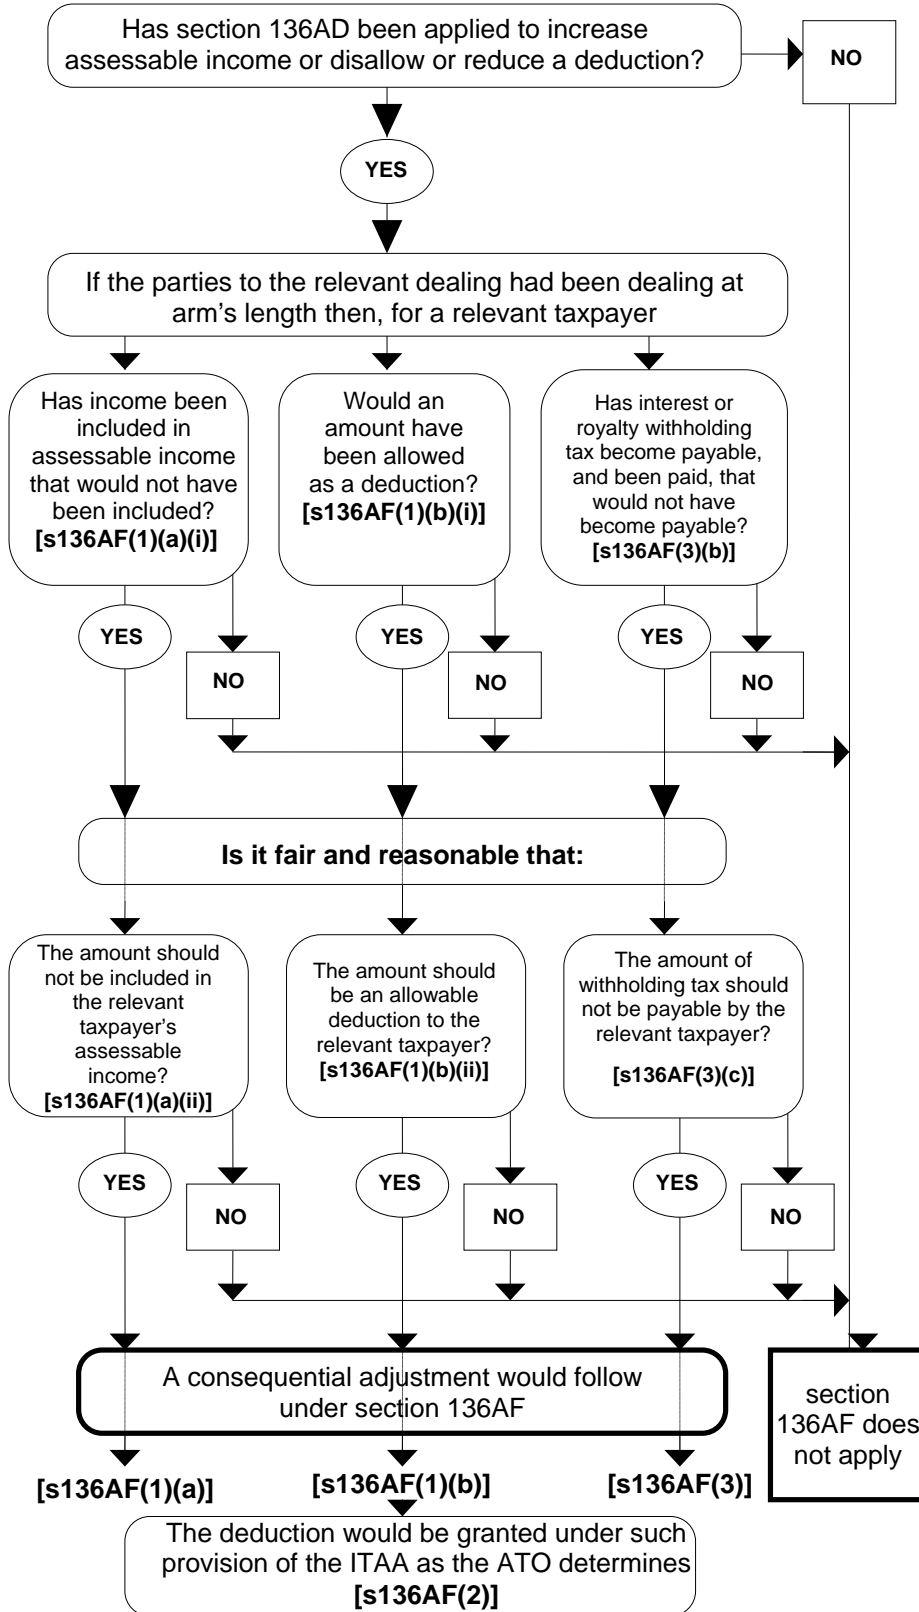 Has section 136AD been applied to increase
assessable income or disallow or reduce a deduction?
NO
YES
If the parties to the relevant dealing had been dealing at
arm's length then, for a relevant taxpayer
Has income been
included in
assessable income
that would not have
been included?
[s136AF(1)(a)(i)]
Would an
amount have
been allowed
as a deduction?
[s136AF(1)(b)(i)]
Has interest or
royalty withholding
tax become payable,
and been paid, that
would not have
become payable?
[s136AF(3)(b)]
YES
NO
YES
NO
YES
NO
Is it fair and reasonable that:
The amount should
not be included in
the relevant
taxpayer's
assessable
income?
[s136AF(1)(a)(ii)]
The amount should
be an allowable
deduction to the
relevant taxpayer?
[s136AF(1)(b)(ii)]
The amount of
withholding tax should
not be payable by the
relevant taxpayer?
[s136AF(3)(c)]
YES
NO
YES
NO
YES
NO
A consequential adjustment would follow
under section 136AF
section
136AF does
not apply
[s136AF(1)(a)]
[s136AF(1)(b)]
[s136AF(3)]
The deduction would be granted under such
provision of the ITAA as the ATO determines
[s136AF(2)]